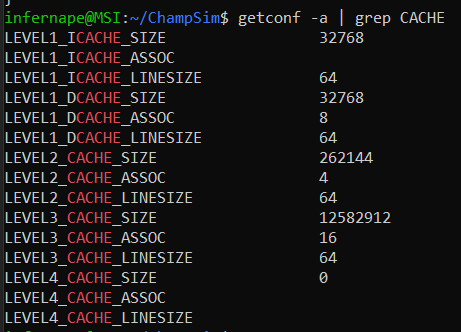 infernape@MSI:~/ChampSim$ getconf -a | grep CACHE
LEVEL1_ICACHE_SIZE                 32768
LEVEL1_ICACHE_ASSOC
LEVEL1_ICACHE_LINESIZE             64
LEVEL1_DCACHE_SIZE                 32768
LEVEL1_DCACHE_ASSOC                8
LEVEL1_DCACHE_LINESIZE             64
LEVEL2_CACHE_SIZE                  262144
LEVEL2_CACHE_ASSOC                 4
LEVEL2_CACHE_LINESIZE              64
LEVEL3_CACHE_SIZE                  12582912
LEVEL3_CACHE_ASSOC                 16
LEVEL3_CACHE_LINESIZE              64
LEVEL4_CACHE_SIZE                  0
LEVEL4_CACHE_ASSOC
LEVEL4_CACHE_LINESIZE